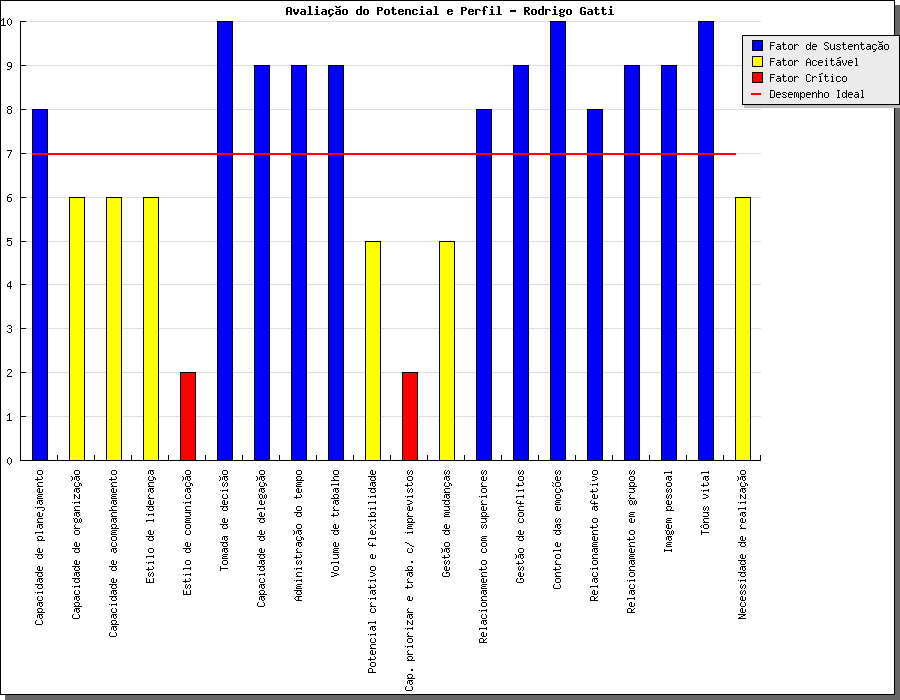 Avaliação do Potencial e Perfil - Rodrigo Gatti
Fator de Sustentação
Fator Aceitável
Fator Crítico
Desempenho Ideal
10
9
8
7
6
5
4
3
2
1
0
Capacidade de planejamento
Capacidade de organização
Capacidade de acompanhamento
Estilo de liderança
Estilo de comunicação
Tomada de decisão
Capacidade de delegação
Administração do tempo
Volume de trabalho
Potencial criativo e flexibilidade
Cap. priorizar e trab. c/ imprevistos
Gestão de mudanças
Relacionamento com superiores
Gestão de conflitos
Controle das emoções
Relacionamento afetivo
Relacionamento em grupos
Imagem pessoal
Tônus vital
Necessidade de realização